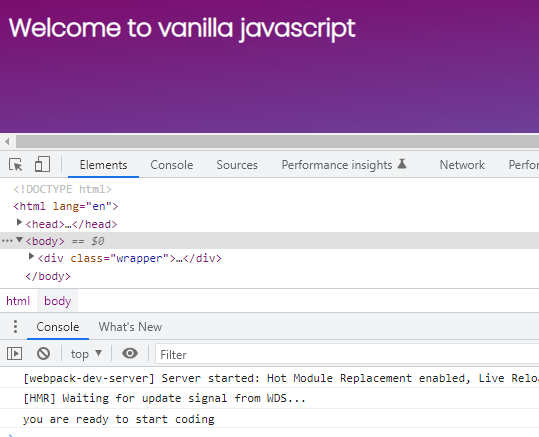 Welcome to vanilla javascript
Elements Console Sources Performance insights Network Perfor
<!DOCTYPE html>
<html lang="en">
<head>…</head>
<body> == $0
<div class="wrapper">…</div>
</body>
html body
Console What's New
top Filter
[webpack-dev-server] Server started: Hot Module Replacement enabled, Live Reloa
[HMR] Waiting for update signal from WDS...
you are ready to start coding